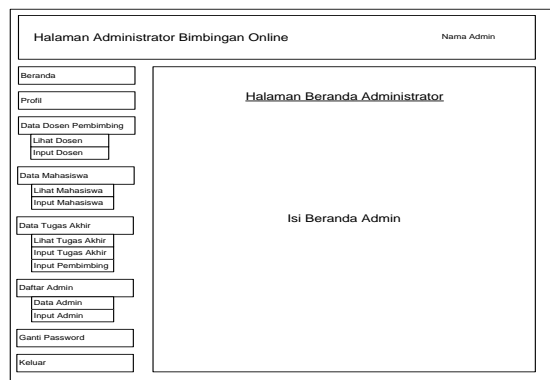 Halaman Administrator Bimbingan Online
Nama Admin
Beranda
Profil
Data Dosen Pembimbing
Lihat Dosen
Input Dosen
Data Mahasiswa
Lihat Mahasiswa
Input Mahasiswa
Data Tugas Akhir
Lihat Tugas Akhir
Input Tugas Akhir
Input Pembimbing
Daftar Admin
Data Admin
Input Admin
Ganti Password
Keluar
Halaman Beranda Administrator
Isi Beranda Admin